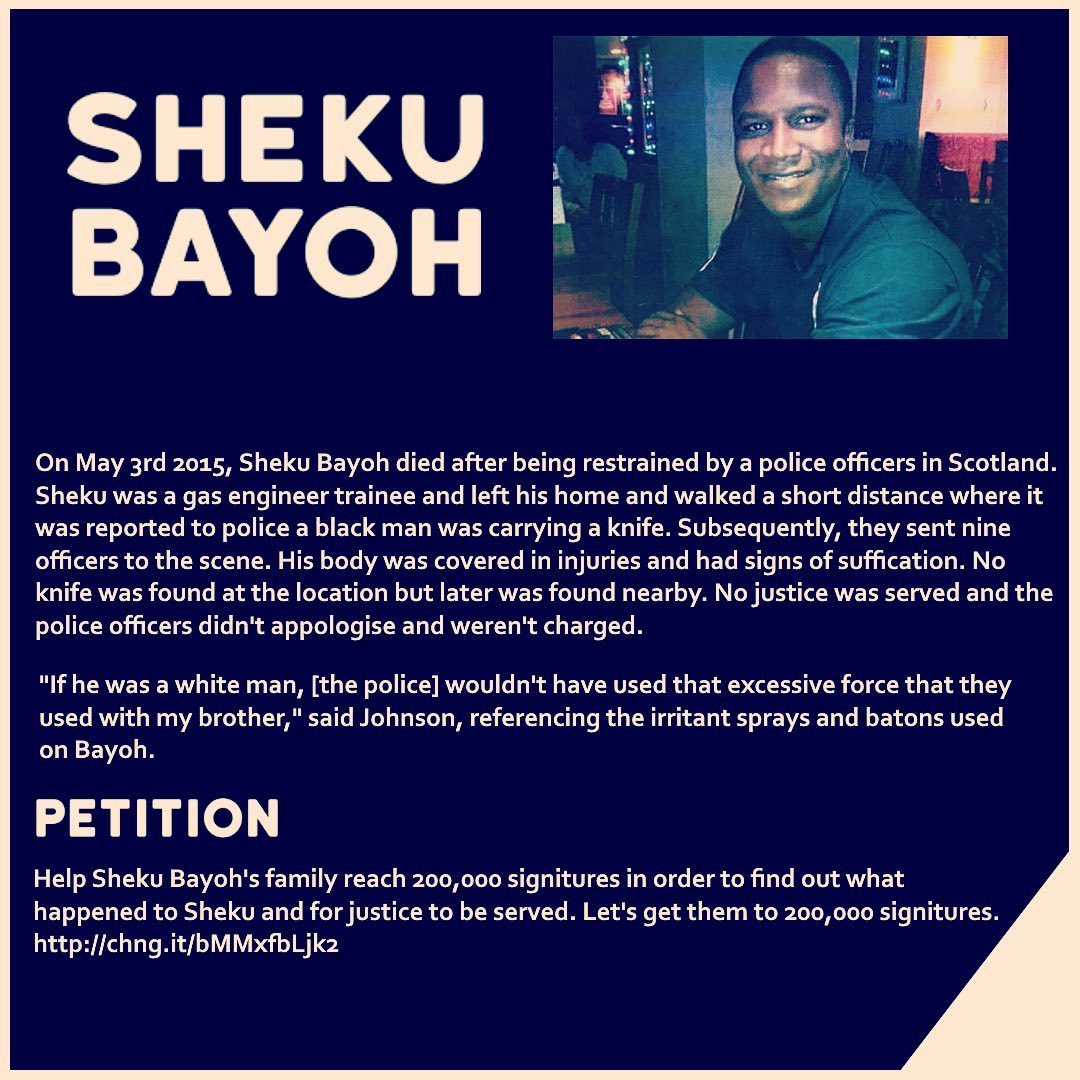 SHEKU
BAYOH
On May 3rd 2015, Sheku Bayoh died after being restrained by a police officers in Scotland.
Sheku was a gas engineer trainee and left his home and walked a short distance where it
was reported to police a black man was carrying a knife. Subsequently, they sent nine
officers to the scene. His body was covered in injuries and had signs of suffication. No
knife was found at the location but later was found nearby. No justice was served and the
police officers didn't appologise and weren't charged.
"If he was a white man, [the police] wouldn't have used that excessive force that they
used with my brother," said Johnson, referencing the irritant sprays and batons used
on Bayoh.
PETITION
Help Sheku Bayoh's family reach 200,000 signitures in order to find out what
happened to Sheku and for justice to be served. Let's get them to 200,000 signitures.
http://chng.it/bMMxfbLjk2